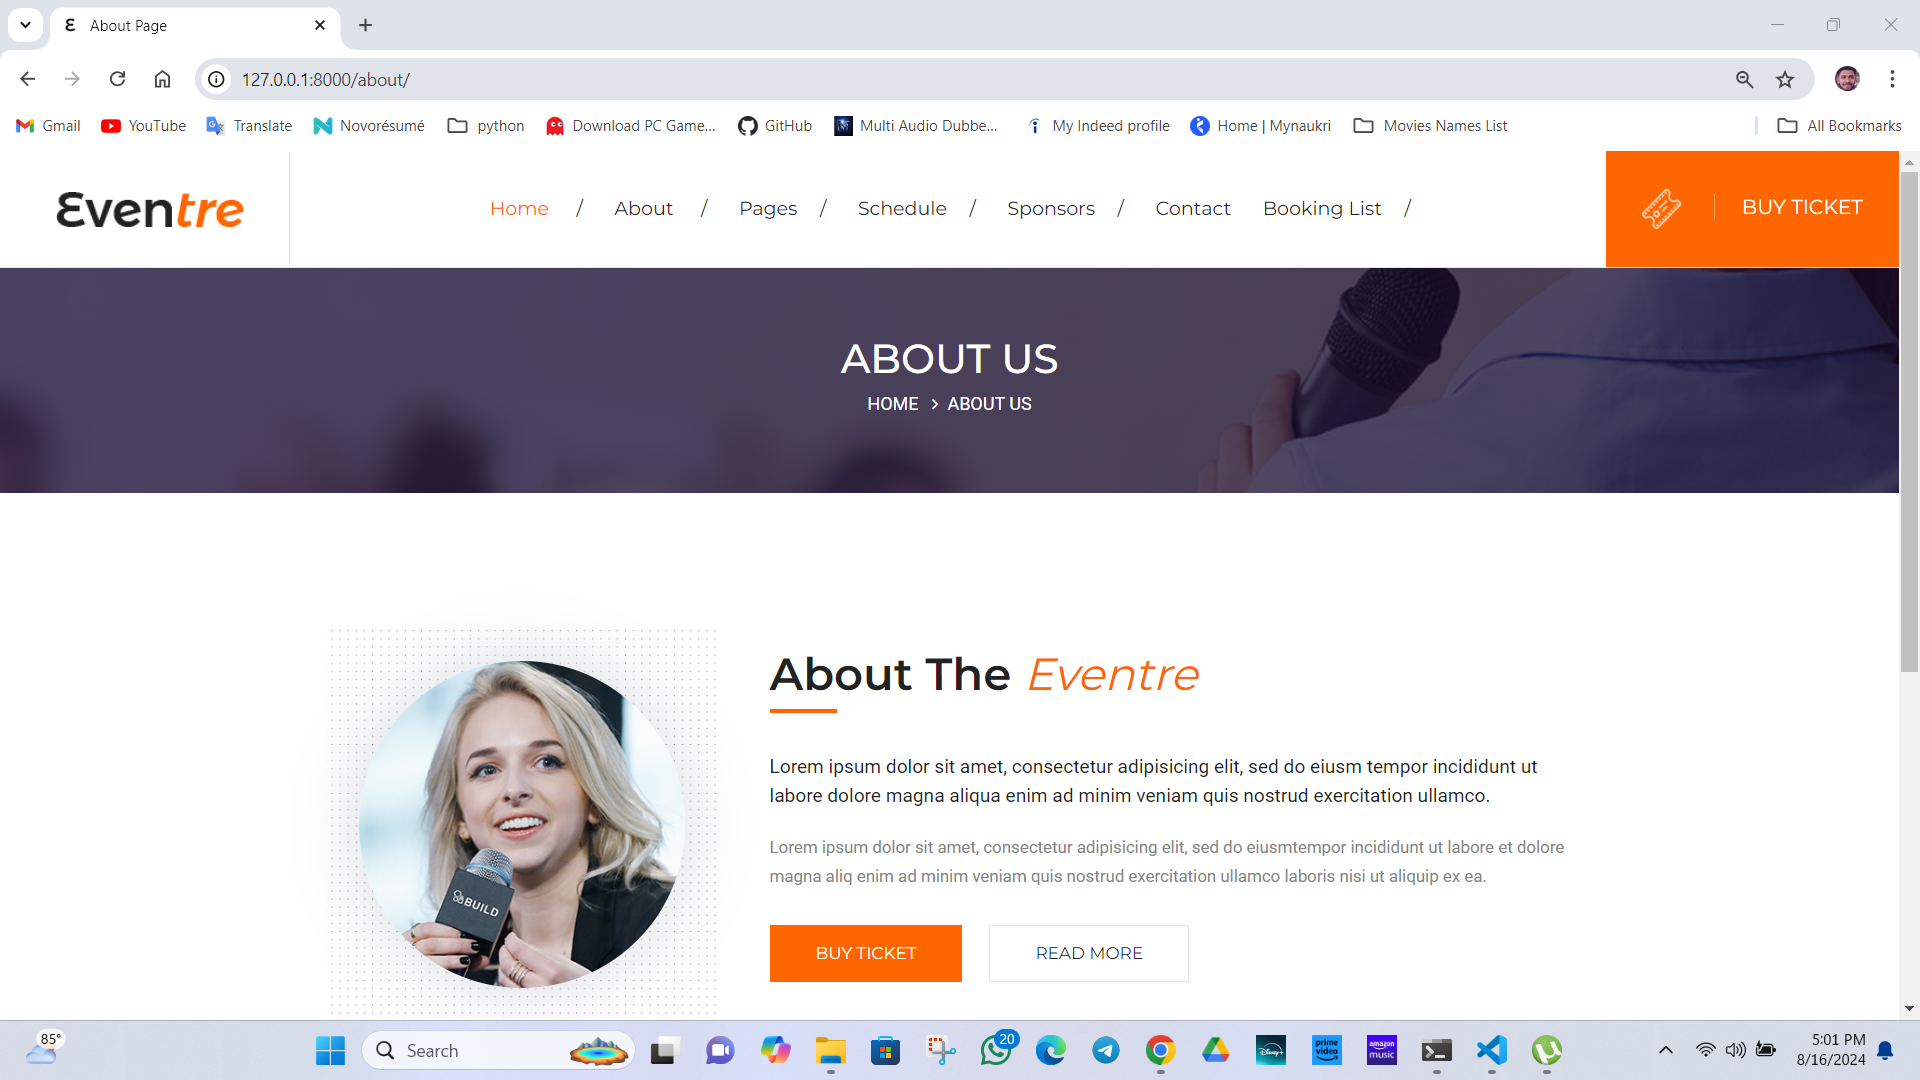 About Page
127.0.0.1:8000/about/
Gmail YouTube Translate Novorésumé python Download PC Game... GitHub Multi Audio Dubbe... My Indeed profile Home | Mynaukri Movies Names List All Bookmarks
Eventre
Home / About / Pages / Schedule / Sponsors / Contact Booking List /
BUY TICKET
ABOUT US
HOME > ABOUT US
BUILD
About The Eventre
Lorem ipsum dolor sit amet, consectetur adipisicing elit, sed do eiusm tempor incididunt ut
labore dolore magna aliqua enim ad minim veniam quis nostrud exercitation ullamco.
Lorem ipsum dolor sit amet, consectetur adipisicing elit, sed do eiusmtempor incididunt ut labore et dolore
magna aliq enim ad minim veniam quis nostrud exercitation ullamco laboris nisi ut aliquip ex ea.
BUY TICKET READ MORE
85°
Search
20
Disney+
prime video
amazon music
5:01 PM
8/16/2024